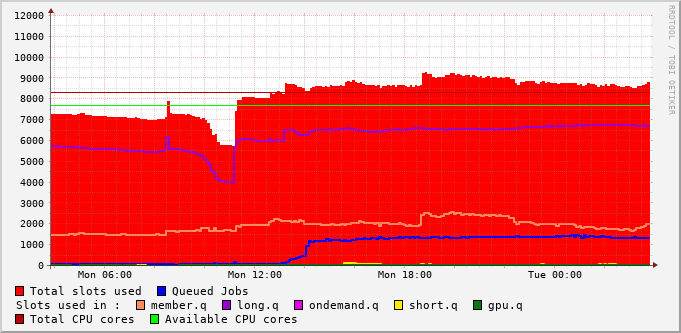 12000
11000
10000
9000
8000
7000
6000
5000
4000
3000
2000
1000
0
Mon 06:00 Mon 12:00 Mon 18:00 Tue 00:00
RRDTOOL / TOBI OETIKER
Total slots used Queued Jobs
Slots used in : member.q long.q ondemand.q short.q gpu.q
Total CPU cores Available CPU cores